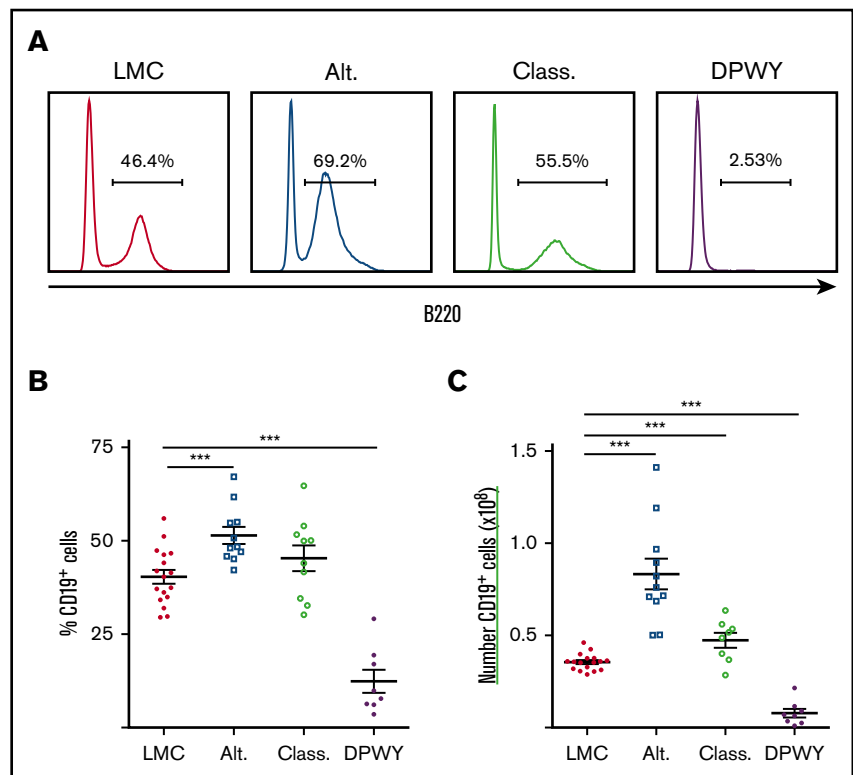 A
LMC Alt. Class. DPWY
46.4% 69.2% 55.5% 2.53%
B220
B
% CD19⁺ cells
75
50
25
*** 
***
LMC Alt. Class. DPWY
C
Number CD19⁺ cells (x10⁸)
1.5
1.0
0.5
***
***
***
LMC Alt. Class. DPWY